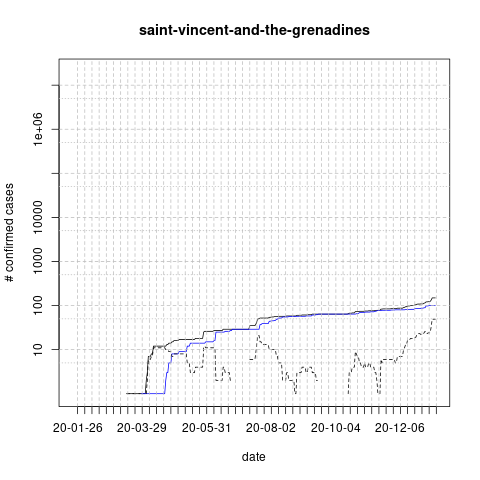 saint-vincent-and-the-grenadines
1e+06
10000
1000
100
10
# confirmed cases
20-01-26 20-03-29 20-05-31 20-08-02 20-10-04 20-12-06
date